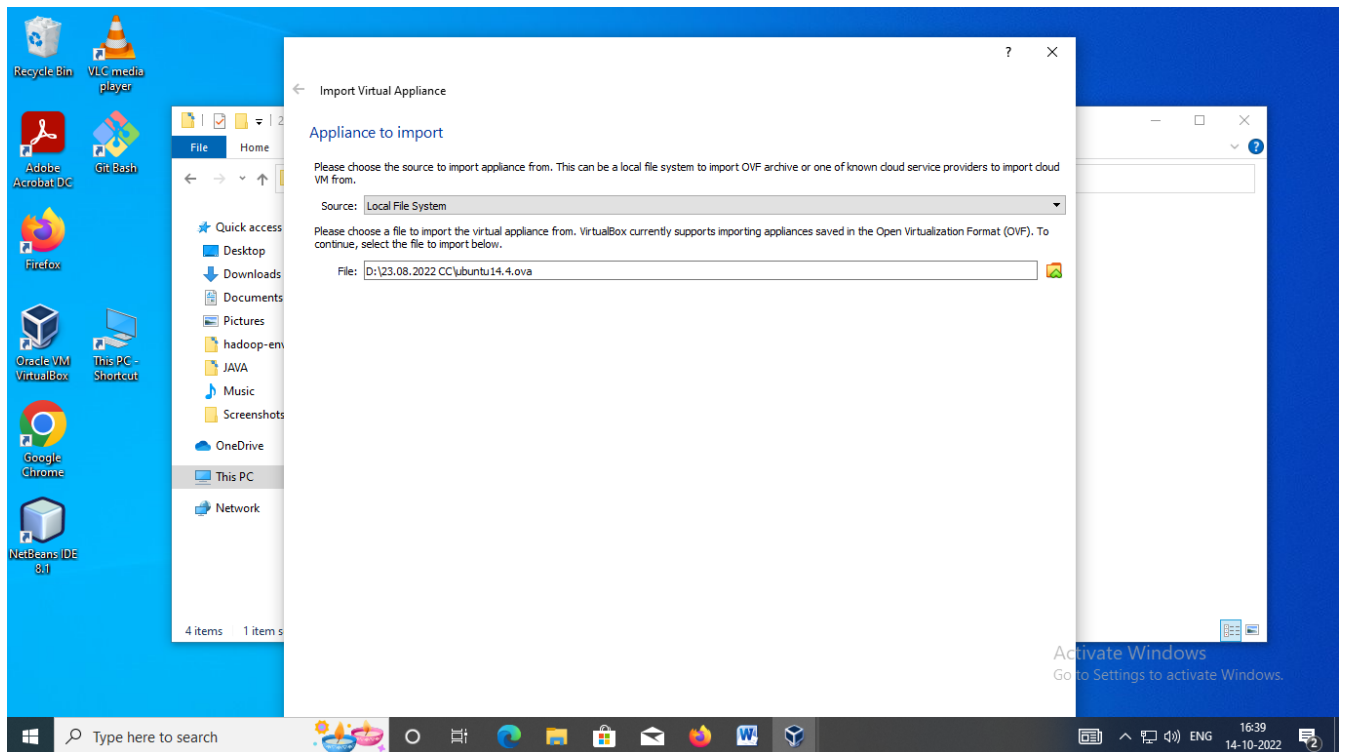 Recycle Bin
VLC media
player
Adobe
Acrobat DC
Git Bash
Firefox
Oracle VM
VirtualBox
This PC -
Shortcut
Google
Chrome
NetBeans IDE
8.1
2
File
Home
Quick access
Desktop
Downloads
Documents
Pictures
hadoop-env
JAVA
Music
Screenshots
OneDrive
This PC
Network
4 items
1 item s
?
Import Virtual Appliance
Appliance to import
Please choose the source to import appliance from. This can be a local file system to import OVF archive or one of known cloud service providers to import cloud
VM from.
Source: Local File System
Please choose a file to import the virtual appliance from. VirtualBox currently supports importing appliances saved in the Open Virtualization Format (OVF). To
continue, select the file to import below.
File: D:\23.08.2022 CC\ubuntu14.4.ova
?
Activate Windows
Go to Settings to activate Windows.
Type here to search
W
ENG
16:39
14-10-2022
2